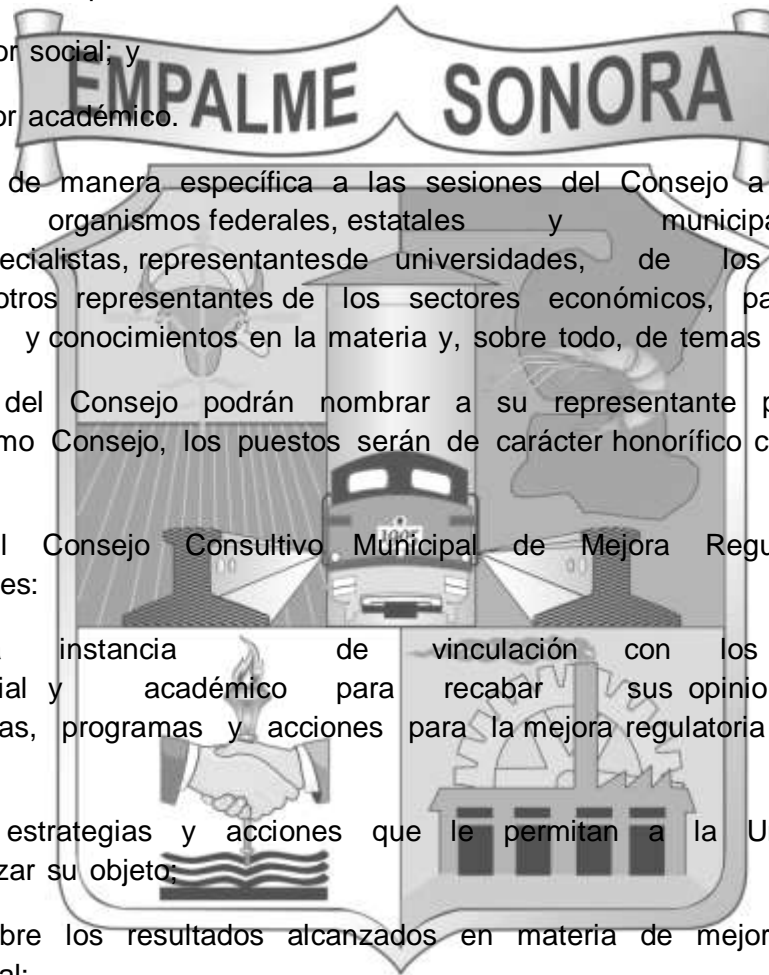 or social; y
EMPALME SONORA
or académico.
de manera específica a las sesiones del Consejo a
organismos federales, estatales y municipa
ecialistas, representantesde universidades, de los
otros representantes de los sectores económicos, pa
y conocimientos en la materia y, sobre todo, de temas
del Consejo podrán nombrar a su representante p
mo Consejo, los puestos serán de carácter honorífico c
l Consejo Consultivo Municipal de Mejora Regu
es:
instancia de vinculación con los
ial y académico para recabar sus opinio
as, programas y acciones para la mejora regulatoria
estrategias y acciones que le permitan a la U
zar su objeto;
bre los resultados alcanzados en materia de mejor
al;